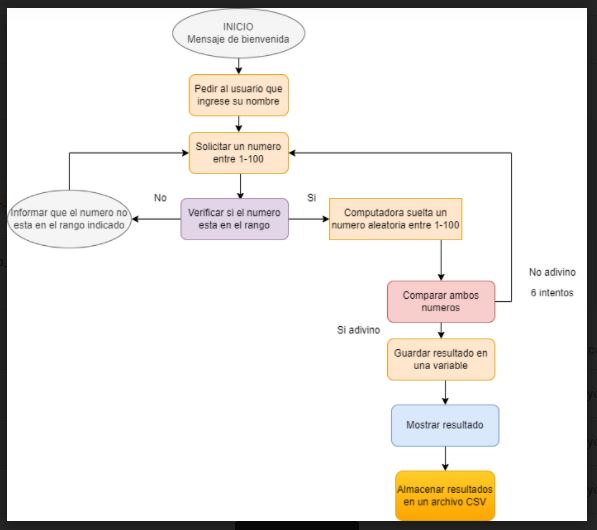 INICIO
Mensaje de bienvenida
Pedir al usuario que
ingrese su nombre
Solicitar un numero
entre 1-100
No
Si
Informar que el numero no
esta en el rango indicado
Verificar si el numero
esta en el rango
Computadora suelta un
numero aleatoria entre 1-100
No adivino
6 intentos
Comparar ambos
numeros
Si adivino
Guardar resultado en
una variable
Mostrar resultado
Almacenar resultados
en un archivo CSV